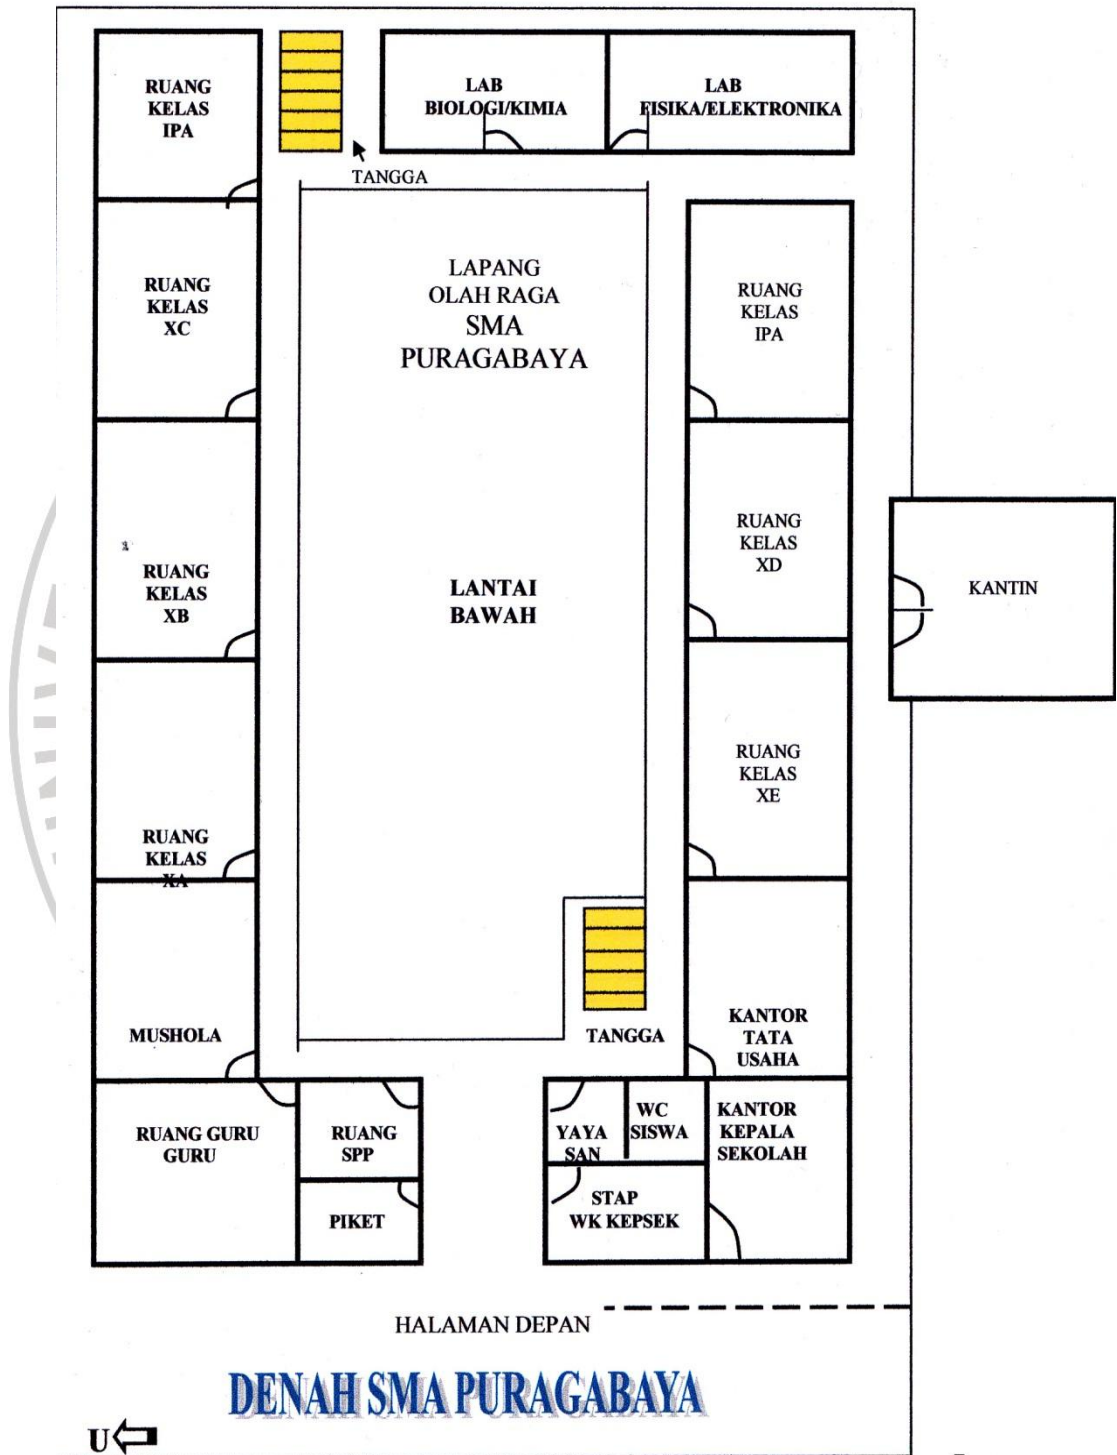 RUANG
KELAS
IPA
LAB
BIOLOGI/KIMIA
LAB
FISIKA/ELEKTRONIKA
TANGGA
RUANG
KELAS
XC
LAPANG
OLAH RAGA
SMA
PURAGABAYA
RUANG
KELAS
IPA
RUANG
KELAS
XB
LANTAI
BAWAH
RUANG
KELAS
XD
KANTIN
RUANG
KELAS
XA
RUANG
KELAS
XE
MUSHOLA
TANGGA
KANTOR
TATA
USAHA
RUANG GURU
GURU
RUANG
SPP
PIKET
YAYA
SAN
WC
SISWA
KANTOR
KEPALA
SEKOLAH
STAP
WK KEPSEK
HALAMAN DEPAN
DENAH SMA PURAGABAYA
U